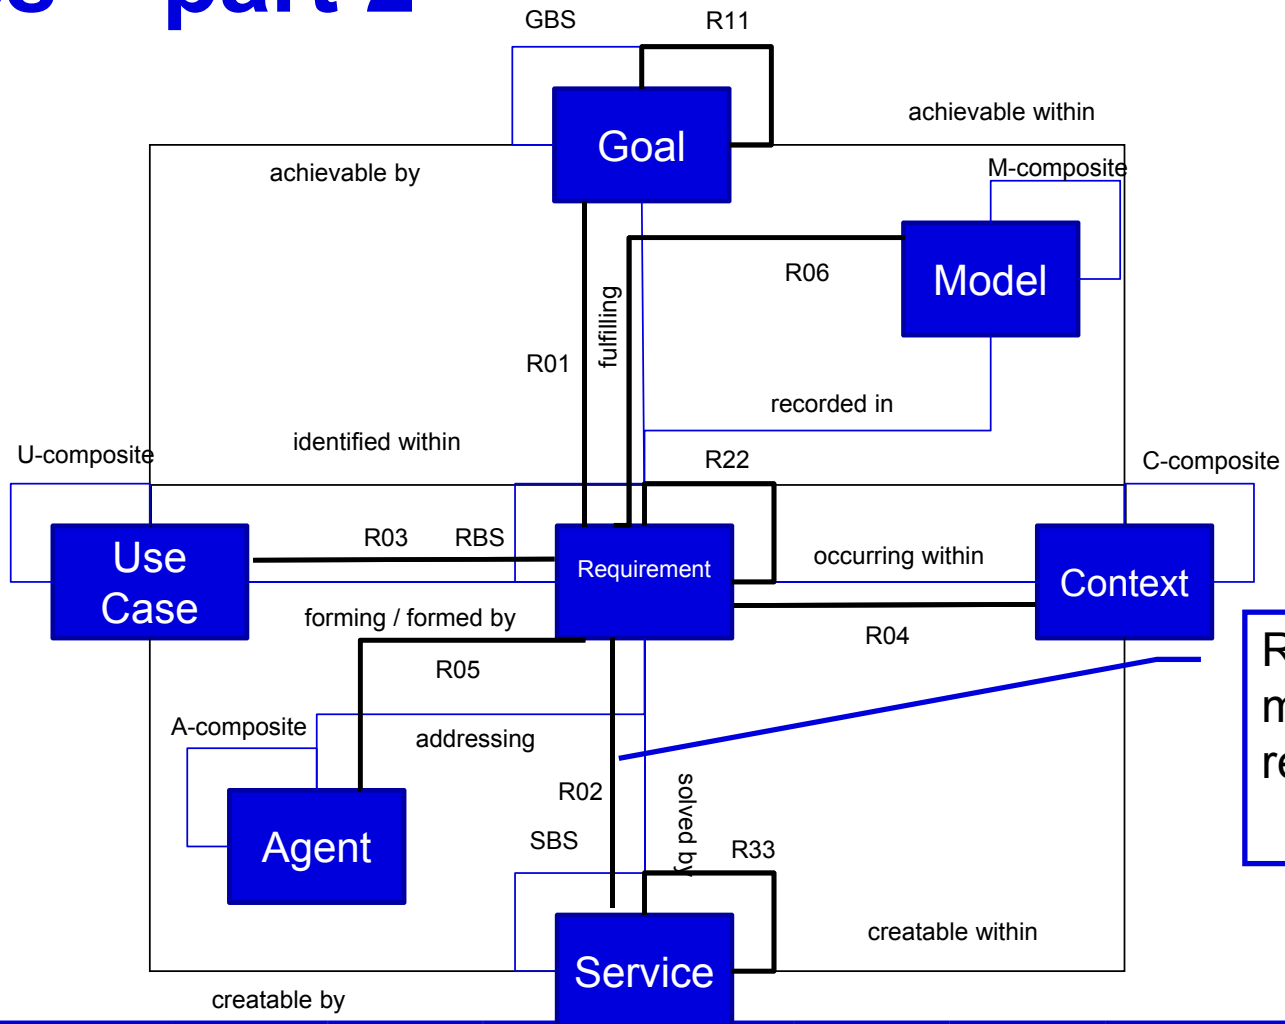 part 2
GBS
R11
Goal
achievable within
achievable by
M-composite
Model
R06
fulfilling
R01
recorded in
identified within
U-composite
R22
C-composite
Use
Case
R03
RBS
Requirement
occurring within
Context
forming / formed by
R04
R05
A-composite
addressing
R02
solved by
SBS
R33
Agent
creatable within
Service
creatable by